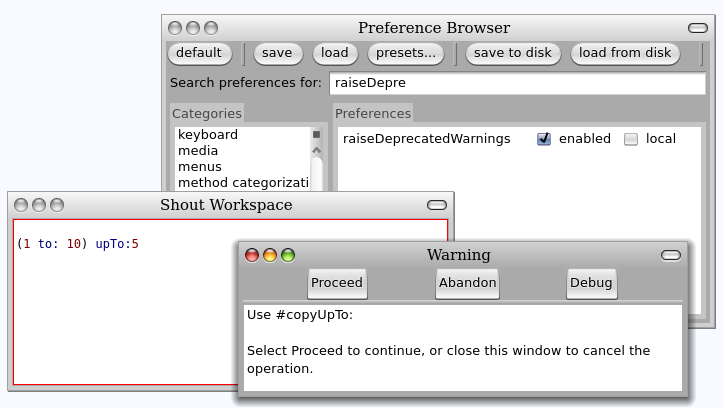 Preference Browser
default save load presets... save to disk load from disk
Search preferences for: raiseDepre
Categories
Preferences
keyboard
media
menus
method categorizati
raiseDeprecatedWarnings enabled local
Shout Workspace
(1 to: 10) upTo:5
Warning
Proceed Abandon Debug
Use #copyUpTo:
Select Proceed to continue, or close this window to cancel the
operation.